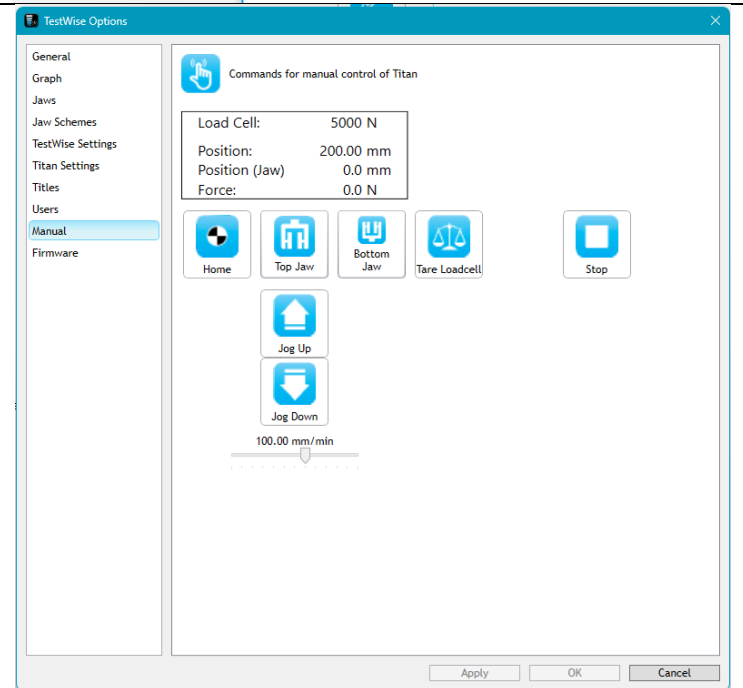 TestWise Options
General
Graph
Jaws
Jaw Schemes
TestWise Settings
Titan Settings
Titles
Users
Manual
Firmware
Commands for manual control of Titan
Load Cell: 5000 N
Position: 200.00 mm
Position (Jaw) 0.0 mm
Force: 0.0 N
Home
Top Jaw
Bottom
Jaw
Tare Loadcell
Stop
Jog Up
Jog Down
100.00 mm/min
Apply
OK
Cancel